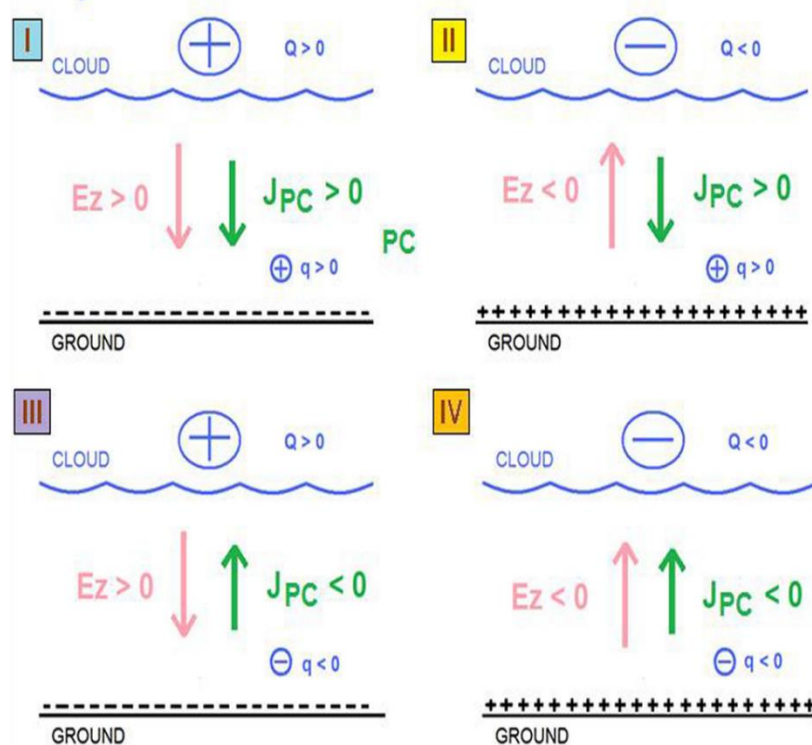 I
CLOUD
+
Q > 0
Ez > 0
JPC > 0
PC
+ q > 0
GROUND
II
CLOUD
−
Q < 0
Ez < 0
JPC > 0
+ q > 0
+++++++++++++++++++++
GROUND
III
CLOUD
+
Q > 0
Ez > 0
JPC < 0
− q < 0
GROUND
IV
CLOUD
−
Q < 0
Ez < 0
JPC < 0
− q < 0
+++++++++++++++++++++
GROUND